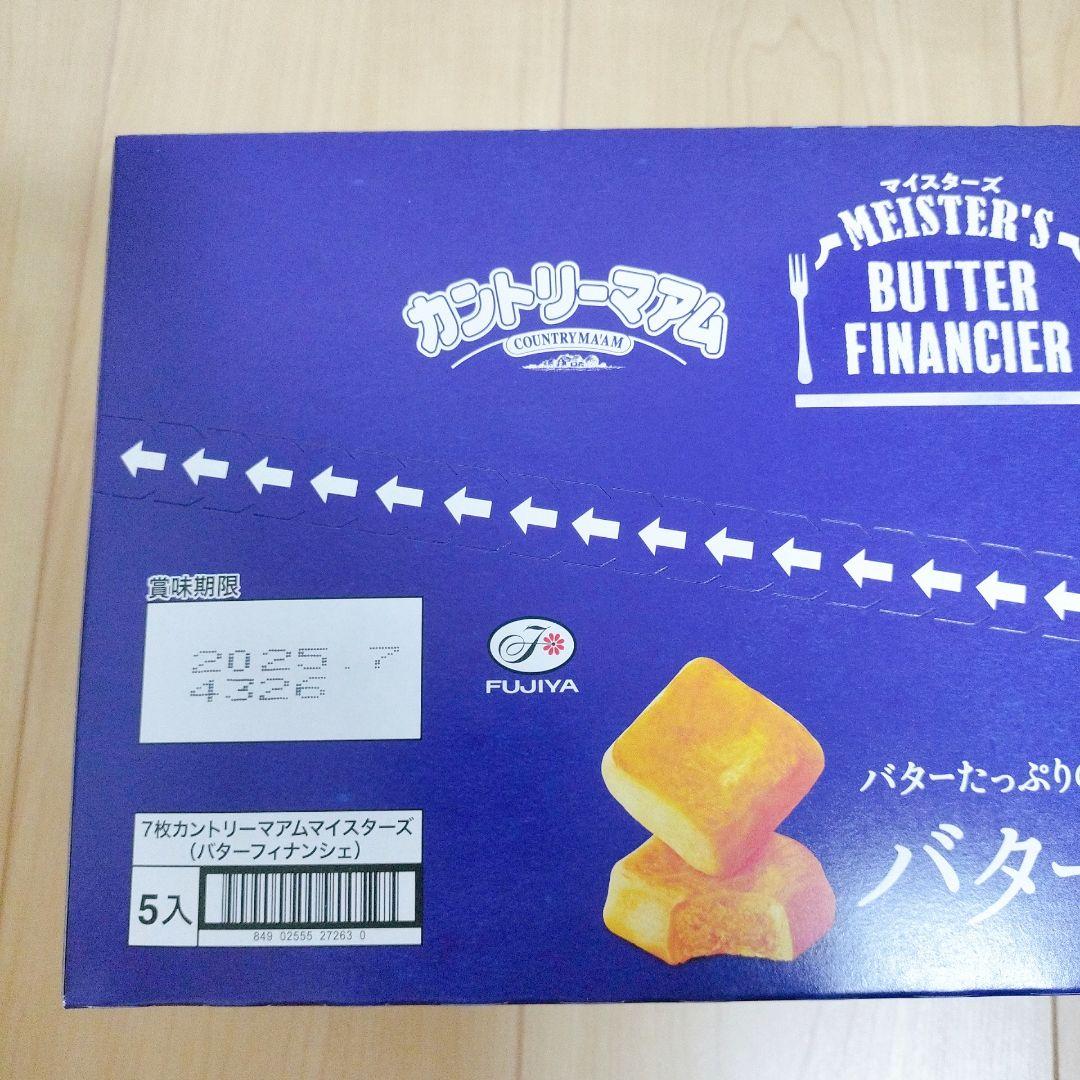 マイスターズ
MEISTER'S
BUTTER
FINANCIER
カントリーマアム
COUNTRY MA'AM
賞味期限
2025.7
4326
F
FUJIYA
バターたっぷり
バター
7枚カントリーマアムマイスターズ
(バターフィナンシェ)
5入
849 02555 27263 0